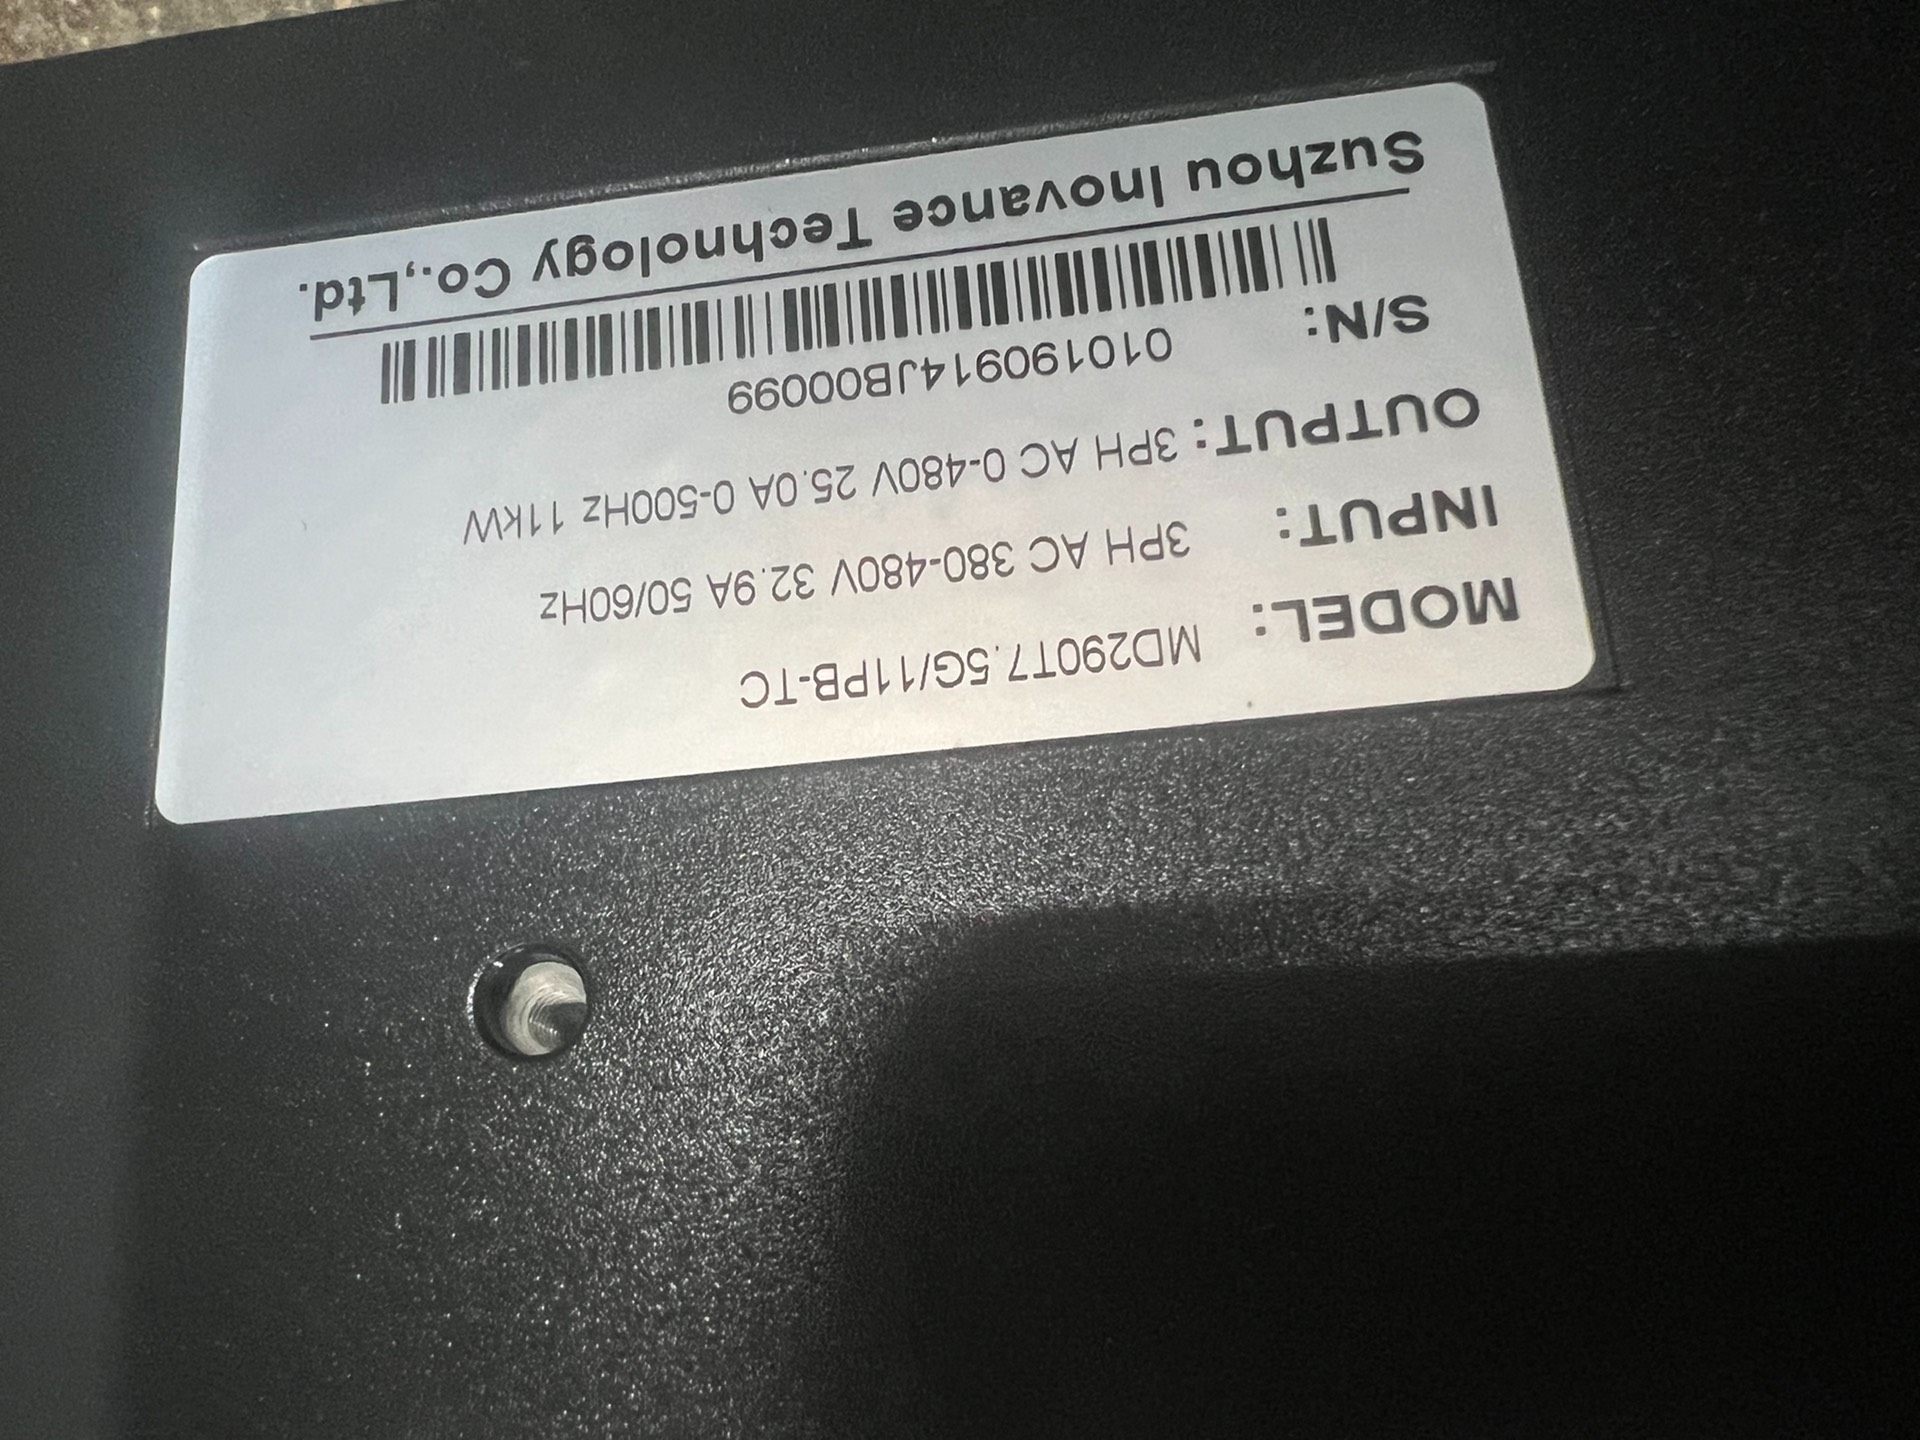 MODEL: MD290T7.5G/11PB-TC
INPUT: 3PH AC 380-480V 32.9A 50/60Hz
OUTPUT: 3PH AC 0-480V 25.0A 0-500Hz 11kW
010190914JB00099
S/N:
Suzhou Inovance Technology Co.,Ltd.